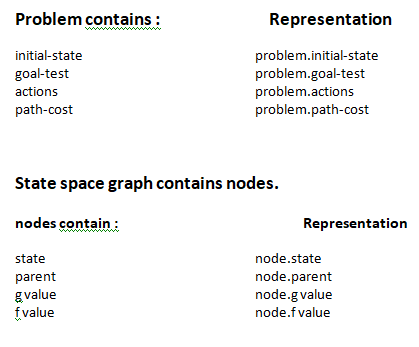 Problem contains : Representation
initial-state problem.initial-state
goal-test problem.goal-test
actions problem.actions
path-cost problem.path-cost
State space graph contains nodes.
nodes contain : Representation
state node.state
parent node.parent
g value node.g value
f value node.f value